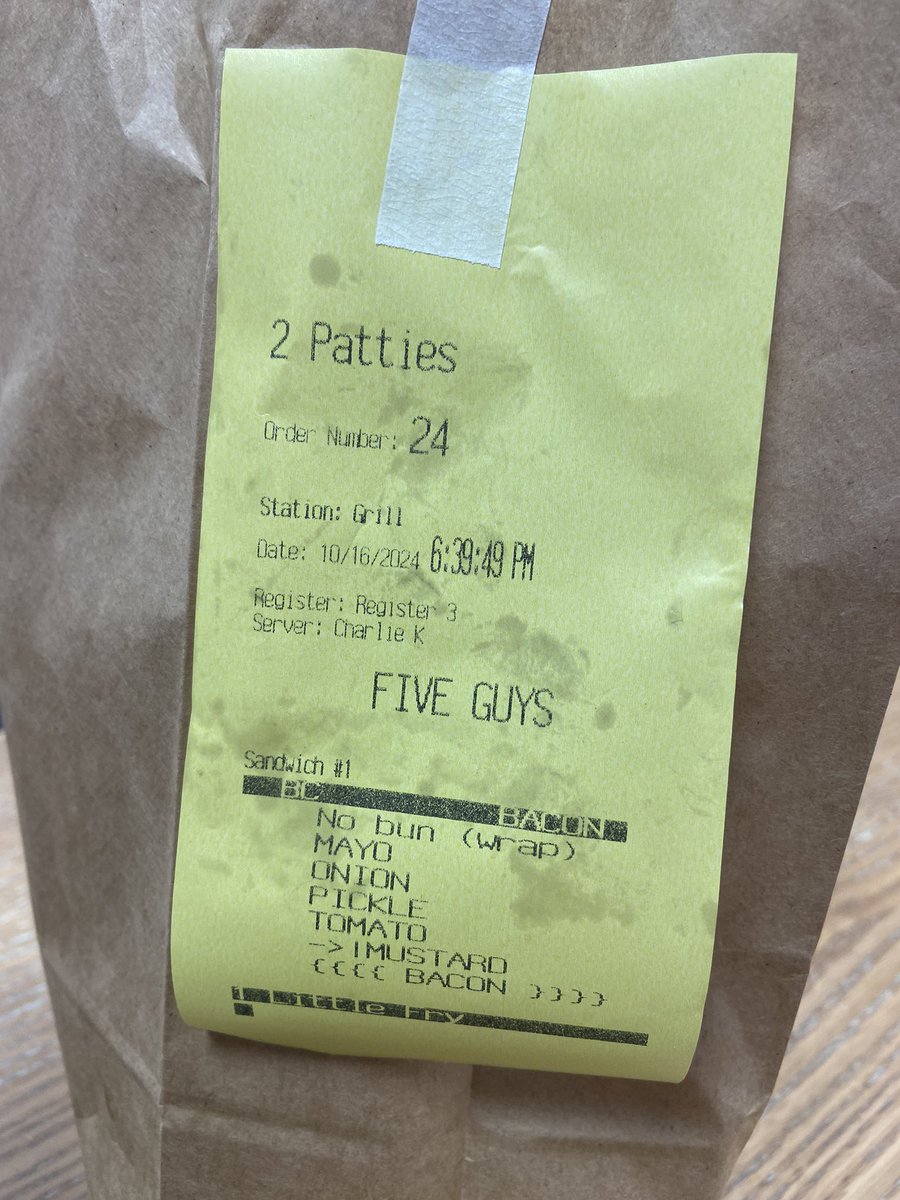 2 Patties
Order Number: 24
Station: Grill
Date: 10/16/2024 6:39:49 PM
Register: Register 3
Server: Charlie K
FIVE GUYS
Sandwich #1
BC BACON
No bun (wrap)
MAYO
ONION
PICKLE
TOMATO
->!MUSTARD
{{{{ BACON }}}}
1 Little Fry